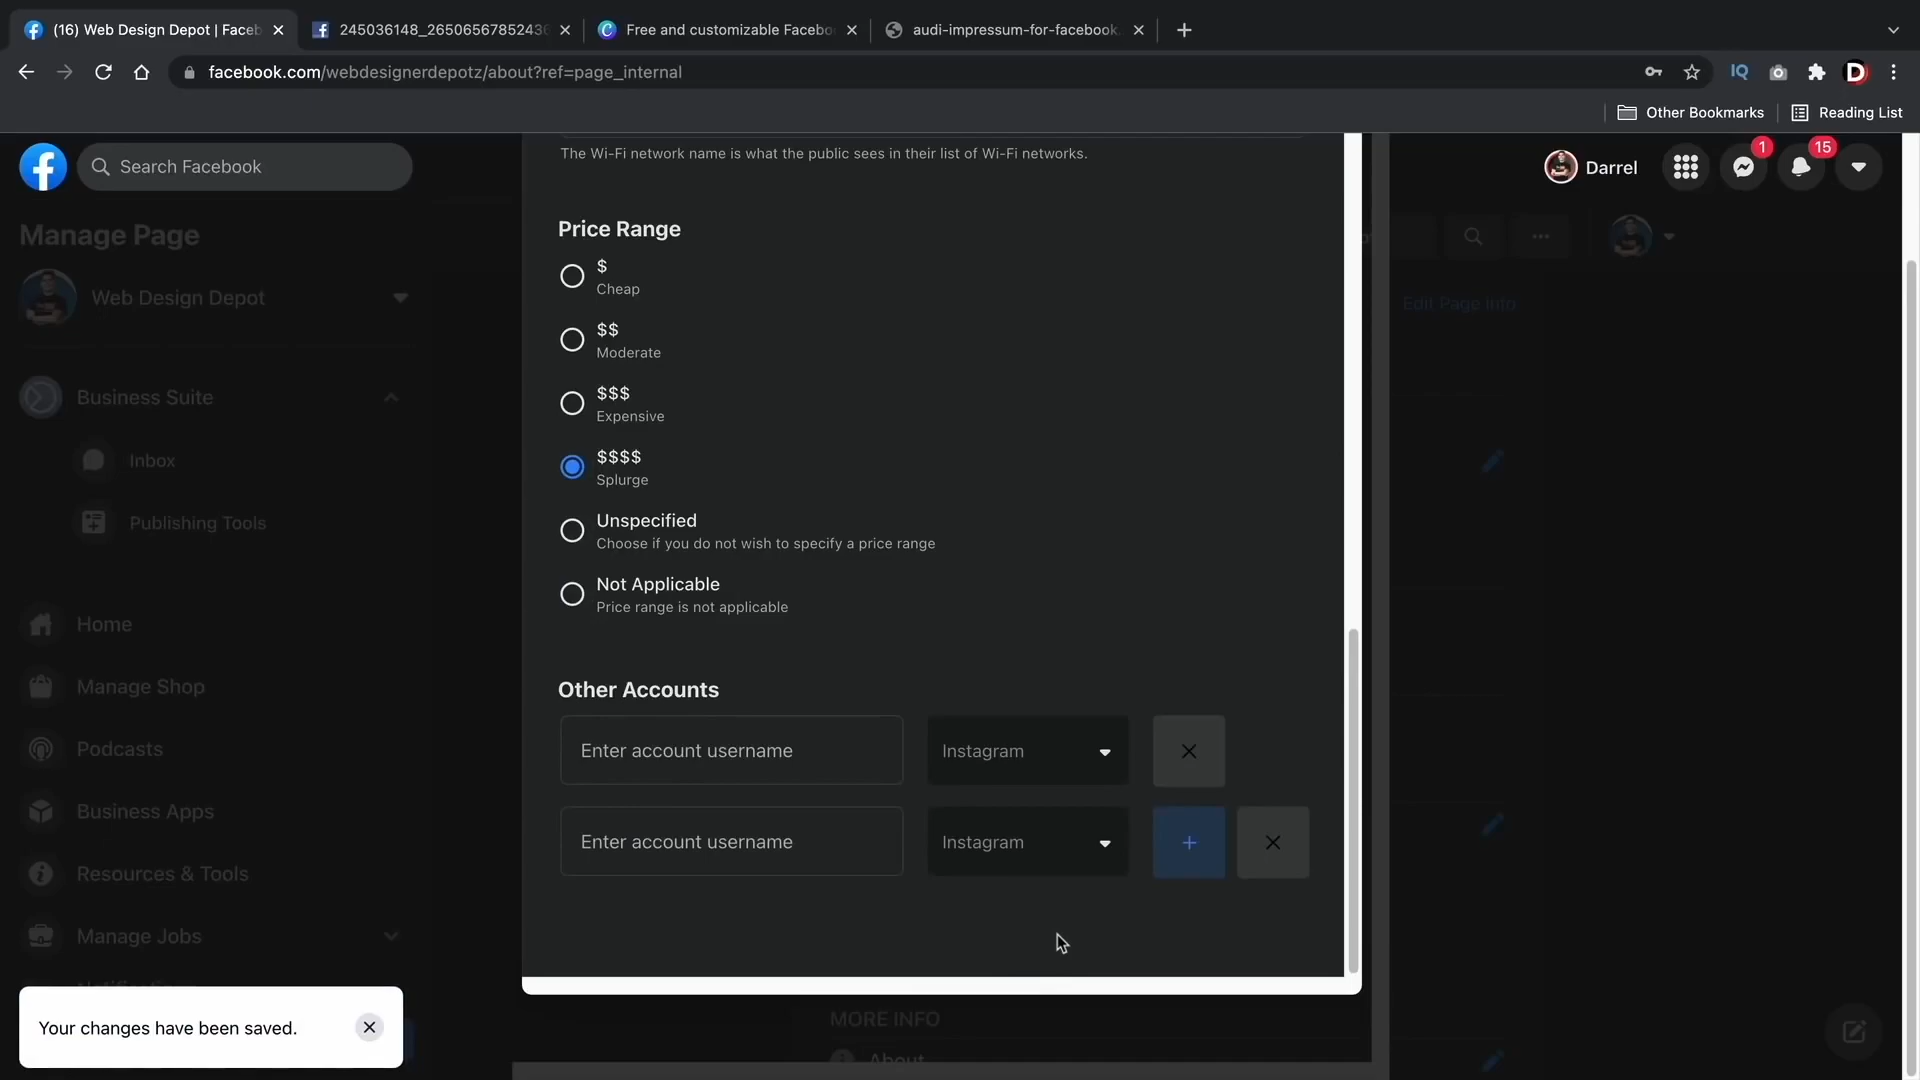 (16) Web Design Depot | Faceb
245036148_26506567852436
Free and customizable Facebo
audi-impressum-for-facebook
facebook.com/webdesignerdepotz/about?ref=page_internal
IQ
D
Other Bookmarks
Reading List
Search Facebook
Darrel
1
15
Manage Page
Web Design Depot
Business Suite
Inbox
Publishing Tools
Home
Manage Shop
Podcasts
Business Apps
Resources & Tools
Manage Jobs
Your changes have been saved.
The Wi-Fi network name is what the public sees in their list of Wi-Fi networks.
Price Range
$
Cheap
$$
Moderate
$$$
Expensive
$$$$
Splurge
Unspecified
Choose if you do not wish to specify a price range
Not Applicable
Price range is not applicable
Other Accounts
Enter account username
Instagram
Enter account username
Instagram
Edit Page Info
MORE INFO
About